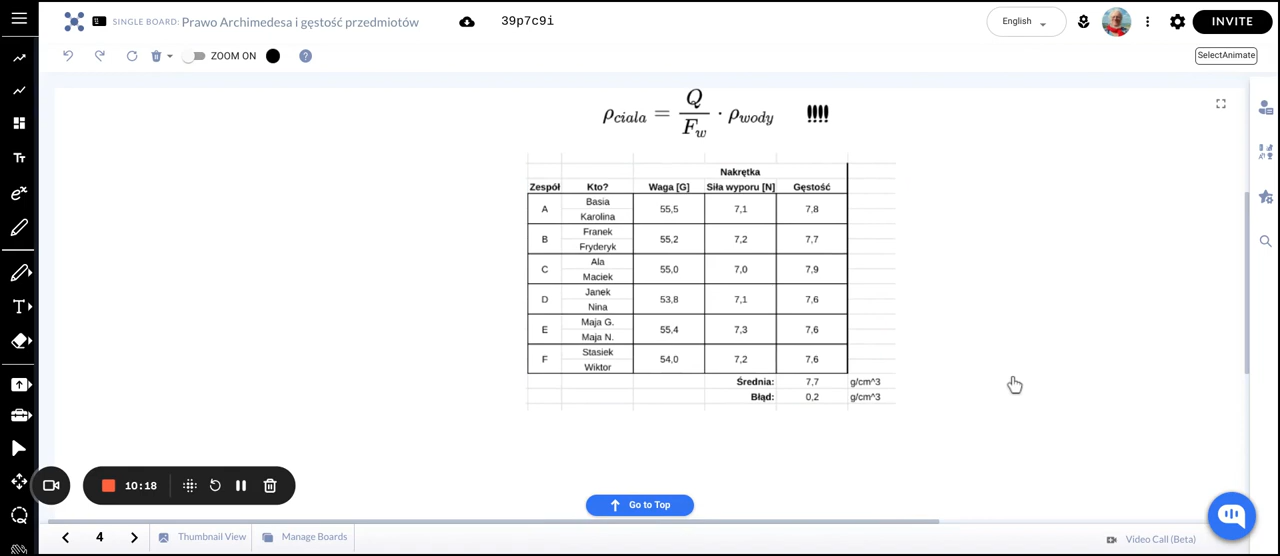 SINGLE BOARD: Prawo Archimedesa i gęstość przedmiotów
39p7c9i
English
INVITE
ZOOM ON
?
SelectAnimate
ρciala = Q / Fw · ρwody !!!!
Nakrętka
Zespół Kto? Waga [G] Siła wyporu [N] Gęstość
A Basia Karolina 55,5 7,1 7,8
B Franek Fryderyk 55,2 7,2 7,7
C Ala Maciek 55,0 7,0 7,9
D Janek Nina 53,8 7,1 7,6
E Maja G. Maja N. 55,4 7,3 7,6
F Stasiek Wiktor 54,0 7,2 7,6
Średnia: 7,7 g/cm^3
Błąd: 0,2 g/cm^3
10:18
Go to Top
4 Thumbnail View Manage Boards
Video Call (Beta)